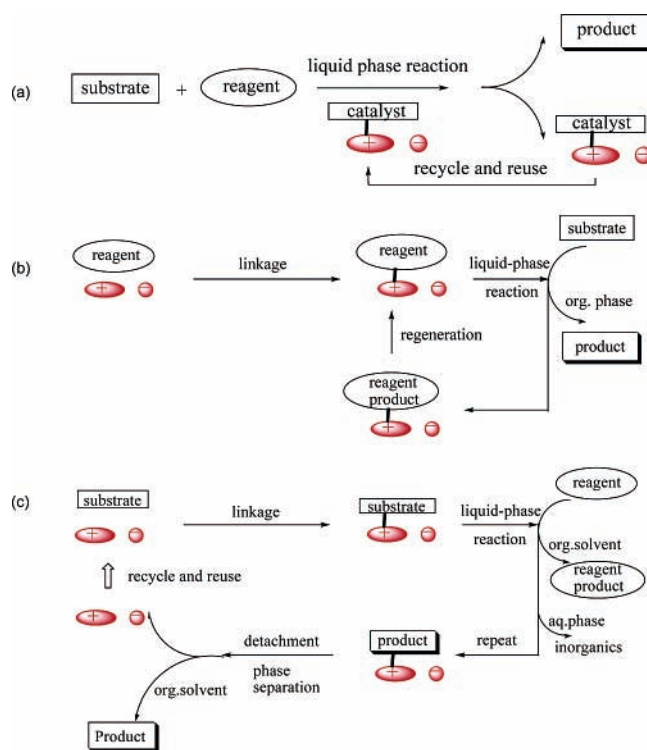 (a)
substrate + reagent
liquid phase reaction
catalyst
+ −
product
catalyst
+ −
recycle and reuse
(b)
reagent
+ −
linkage
reagent
+ −
liquid-phase
reaction
substrate
org. phase
product
regeneration
reagent
product
+ −
(c)
substrate
+ −
linkage
substrate
+ −
liquid-phase
reaction
reagent
org.solvent
reagent
product
aq.phase
inorganics
repeat
product
+ −
detachment
phase
separation
org.solvent
Product
+ −
recycle and reuse